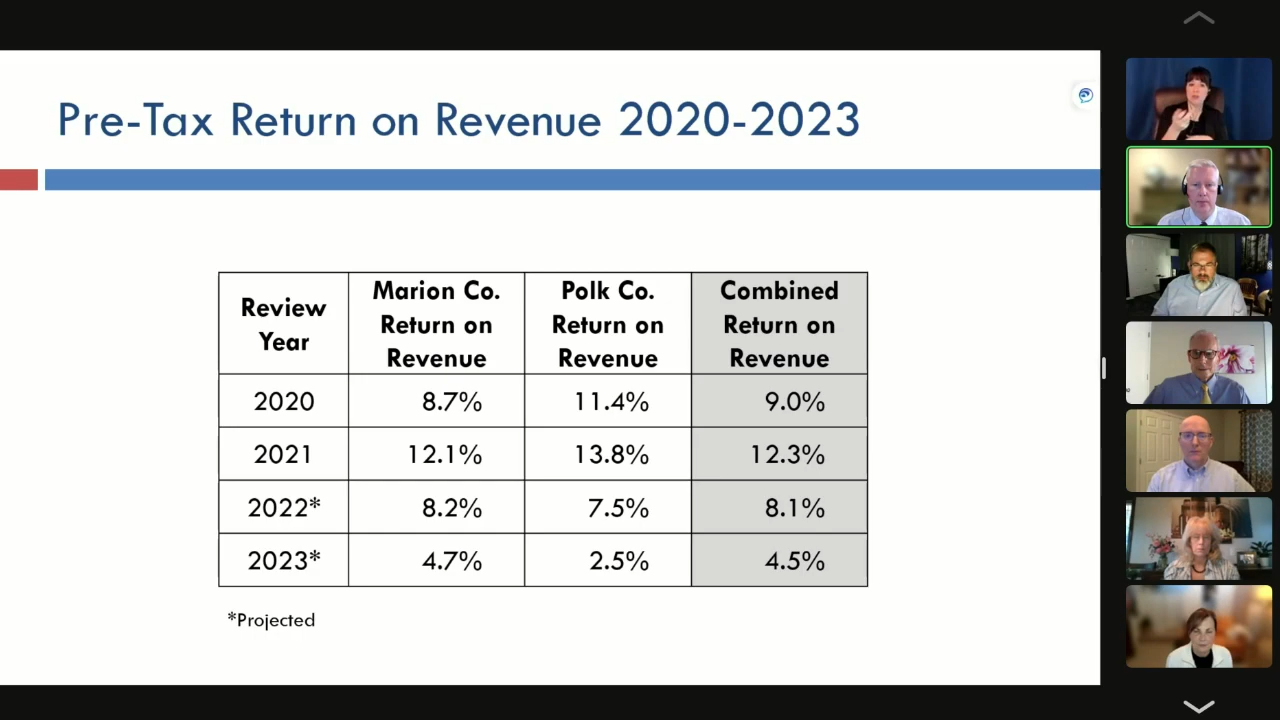 Pre-Tax Return on Revenue 2020-2023
Review Year | Marion Co. Return on Revenue | Polk Co. Return on Revenue | Combined Return on Revenue
2020 | 8.7% | 11.4% | 9.0%
2021 | 12.1% | 13.8% | 12.3%
2022* | 8.2% | 7.5% | 8.1%
2023* | 4.7% | 2.5% | 4.5%
*Projected